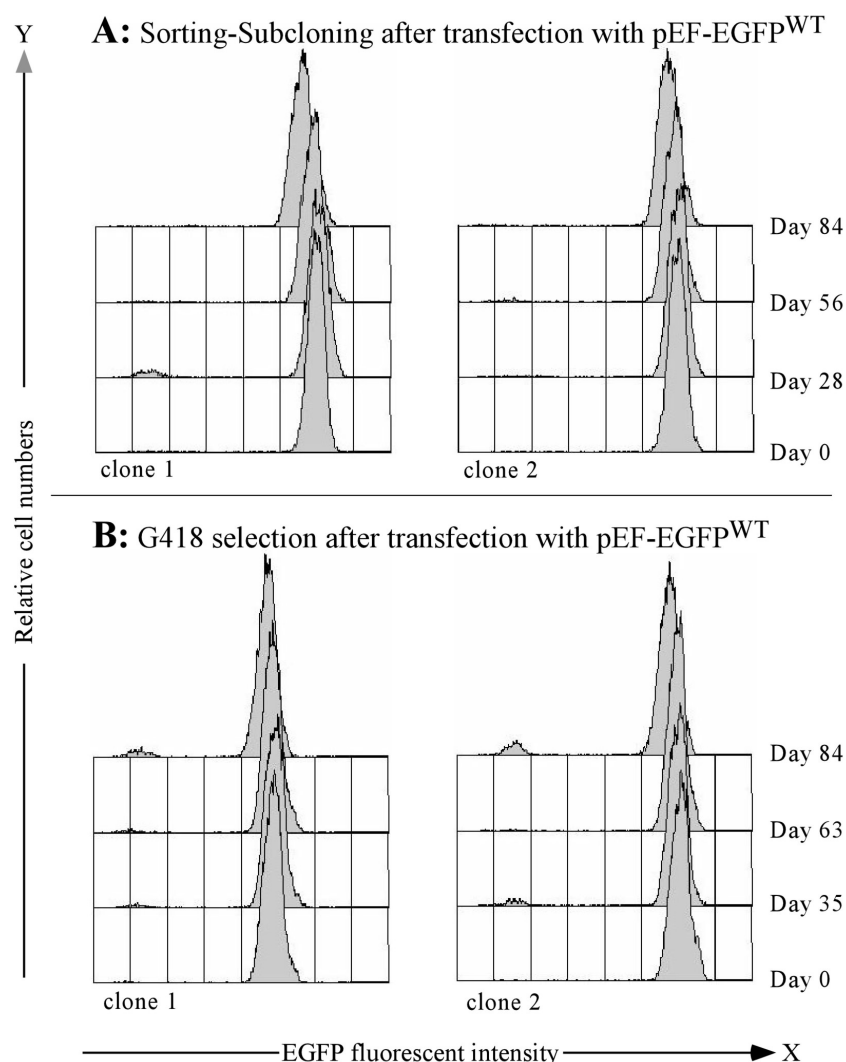 Y
A: Sorting-Subcloning after transfection with pEF-EGFPWT
Day 84
Day 56
Day 28
Day 0
clone 1
clone 2
Relative cell numbers
B: G418 selection after transfection with pEF-EGFPWT
Day 84
Day 63
Day 35
Day 0
clone 1
clone 2
EGFP fluorescent intensity
X